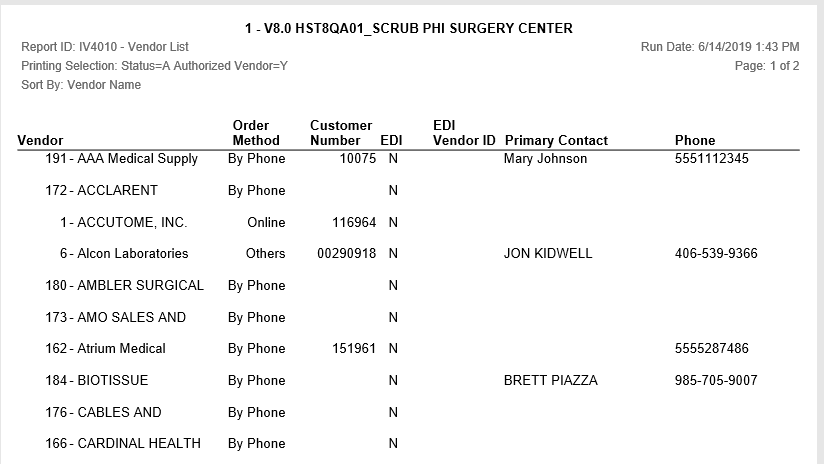 1 - V8.0 HST8QA01_SCRUB PHI SURGERY CENTER
Report ID: IV4010 - Vendor List Run Date: 6/14/2019 1:43 PM
Printing Selection: Status=A Authorized Vendor=Y Page: 1 of 2
Sort By: Vendor Name
Order Customer EDI
Vendor Method Number EDI Vendor ID Primary Contact Phone
191 - AAA Medical Supply By Phone 10075 N Mary Johnson 5551112345
172 - ACCLARENT By Phone N
1 - ACCUTOME, INC. Online 116964 N
6 - Alcon Laboratories Others 00290918 N JON KIDWELL 406-539-9366
180 - AMBLER SURGICAL By Phone N
173 - AMO SALES AND By Phone N
162 - Atrium Medical By Phone 151961 N 5555287486
184 - BIOTISSUE By Phone N BRETT PIAZZA 985-705-9007
176 - CABLES AND By Phone N
166 - CARDINAL HEALTH By Phone N